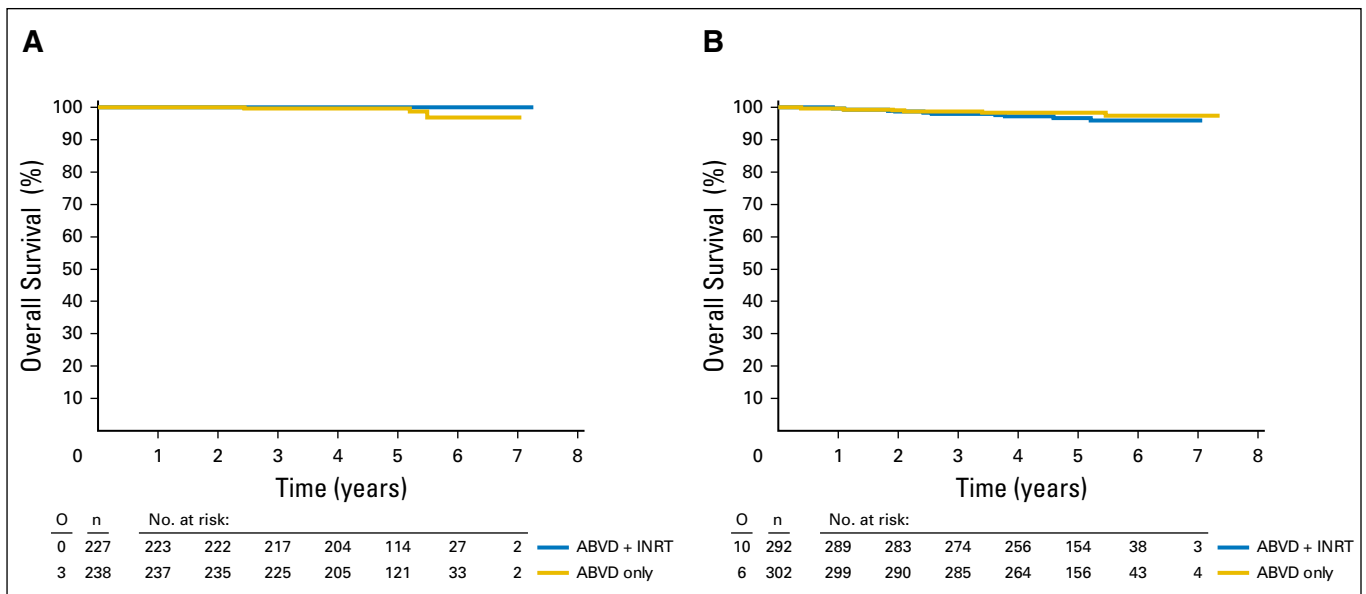 A
Overall Survival (%)
100
90
80
70
60
50
40
30
20
10
0 1 2 3 4 5 6 7 8
Time (years)
O n No. at risk:
0 227 223 222 217 204 114 27 2 ABVD + INRT
3 238 237 235 225 205 121 33 2 ABVD only
B
Overall Survival (%)
100
90
80
70
60
50
40
30
20
10
0 1 2 3 4 5 6 7 8
Time (years)
O n No. at risk:
10 292 289 283 274 256 154 38 3 ABVD + INRT
6 302 299 290 285 264 156 43 4 ABVD only